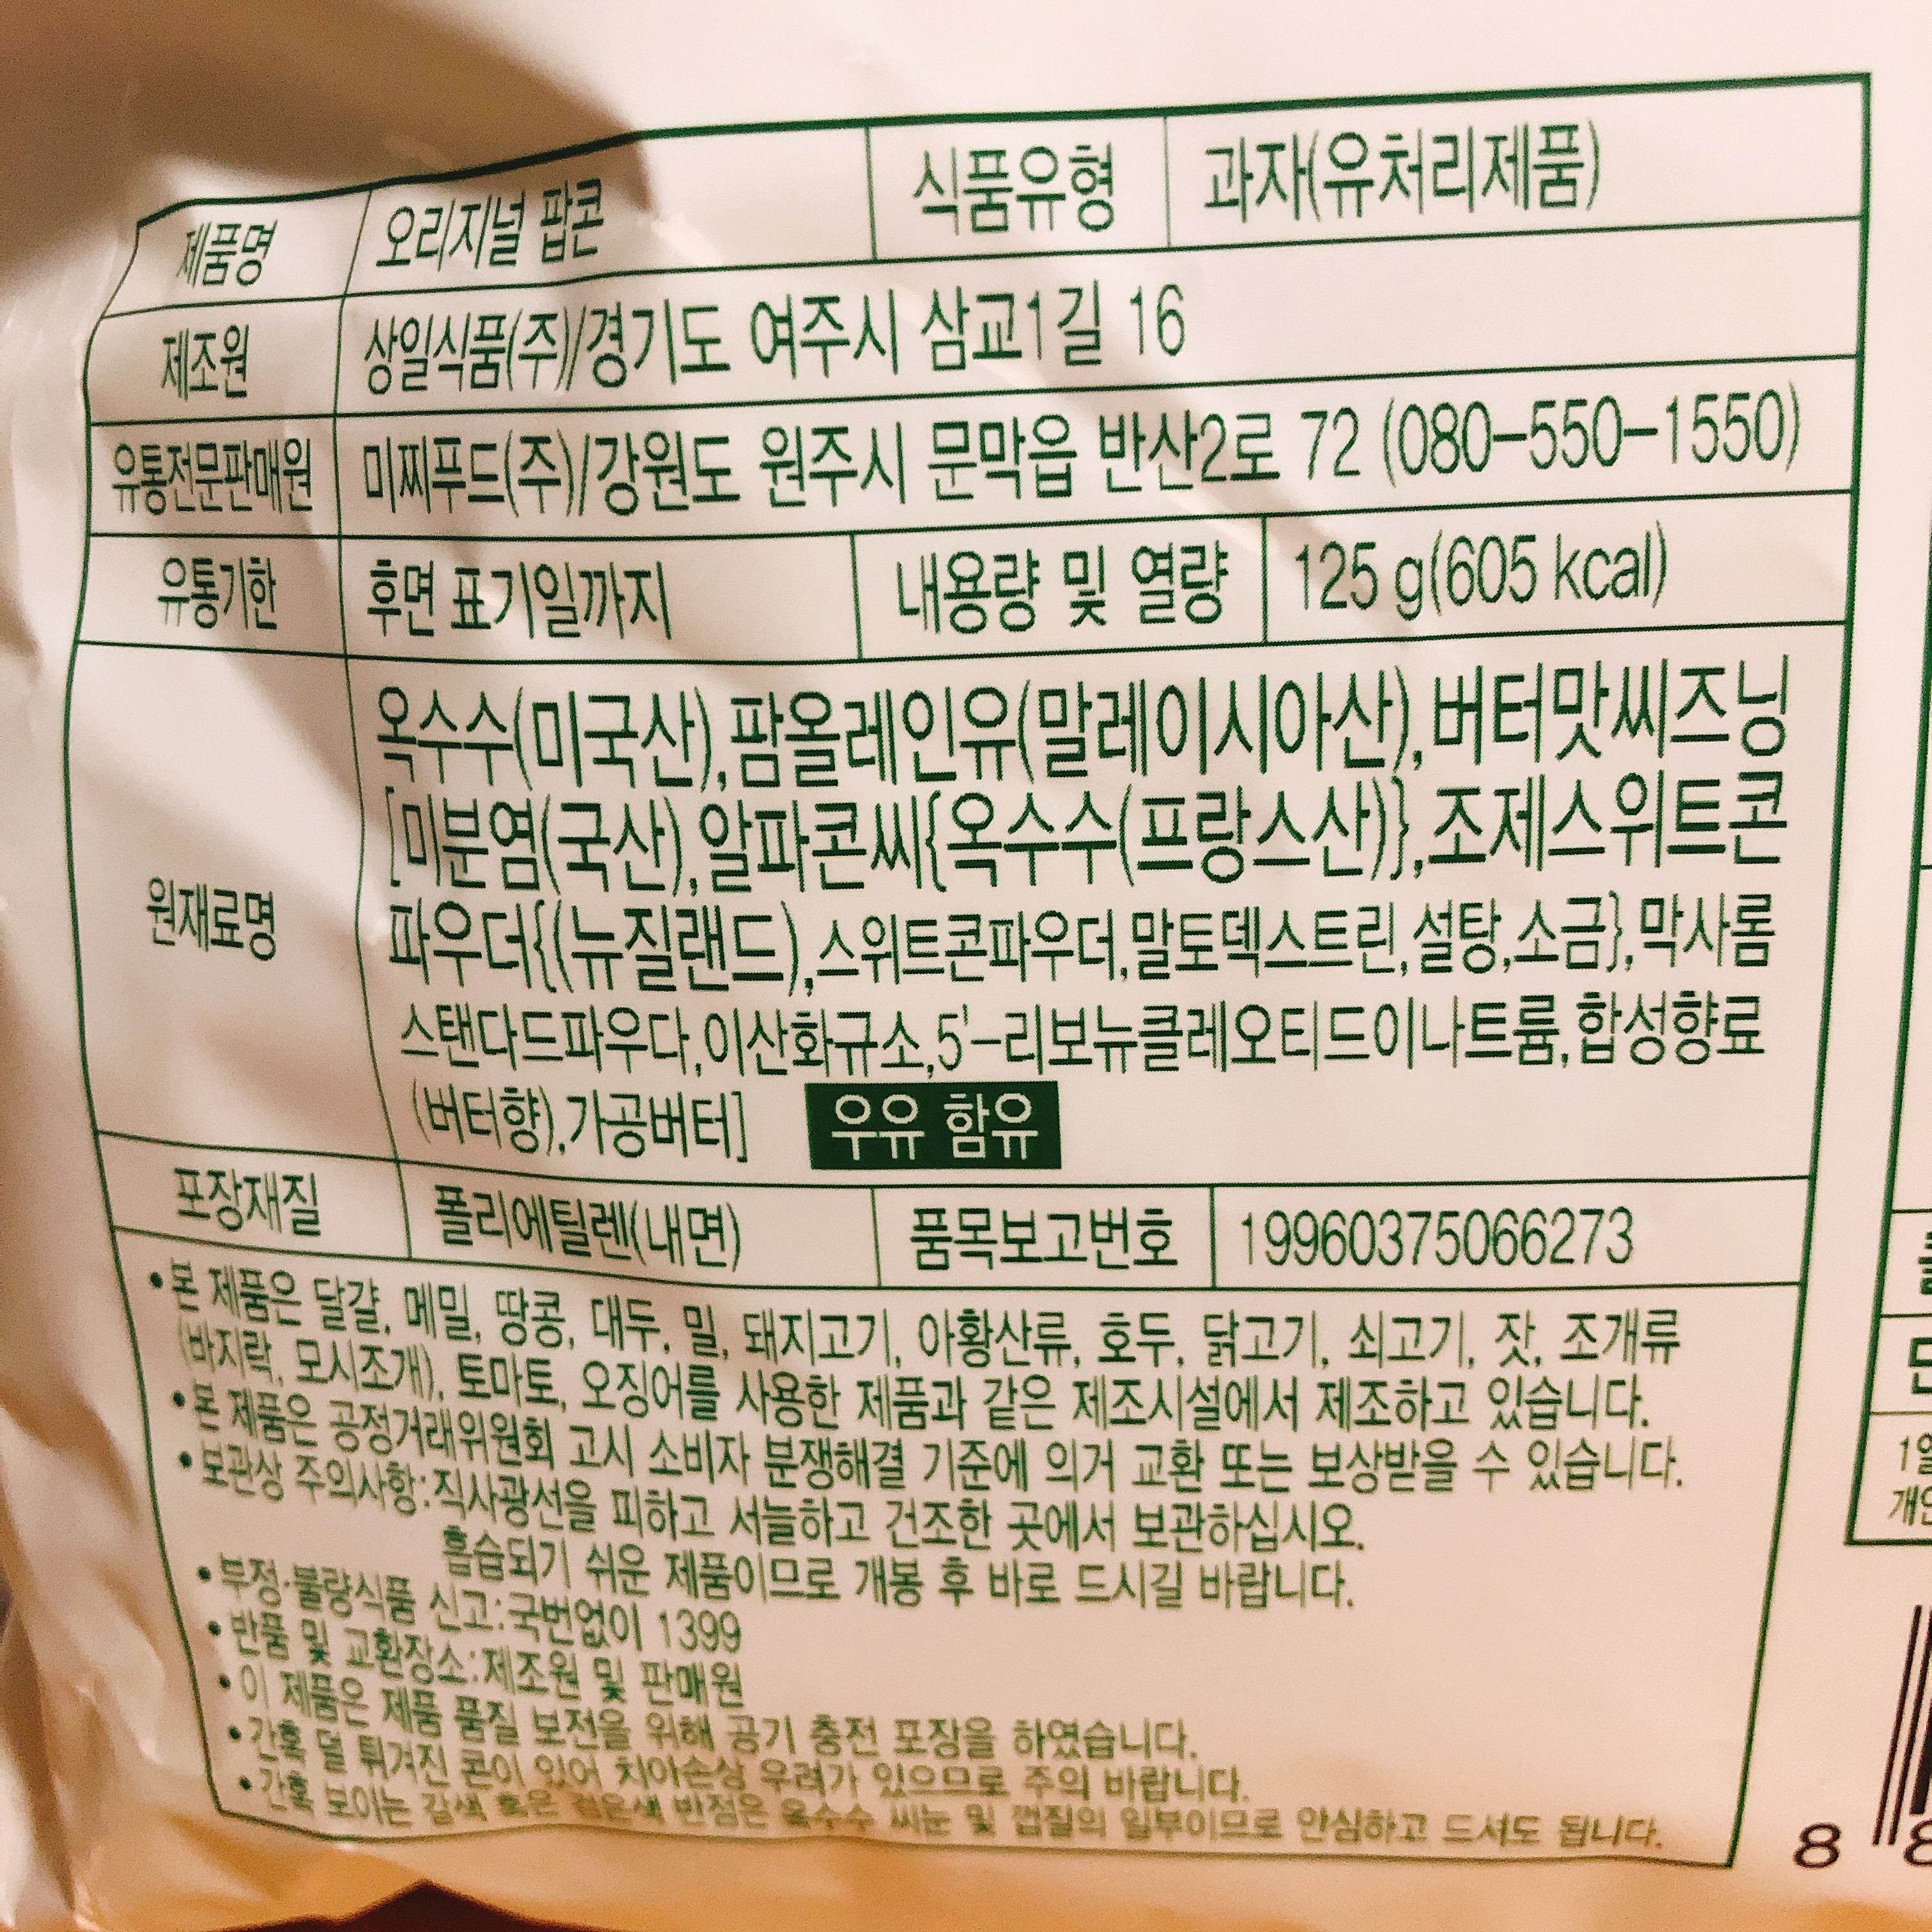 제품명 오리지널 팝콘 식품유형 과자(유처리제품)
제조원 상일식품(주)/경기도 여주시 삼교1길 16
유통전문판매원 미찌푸드(주)/강원도 원주시 문막읍 반산2로 72 (080-550-1550)
유통기한 후면 표기일까지 내용량 및 열량 125 g(605 kcal)
원재료명
옥수수(미국산),팜올레인유(말레이시아산),버터맛씨즈닝
[미분염(국산),알파콘씨{옥수수(프랑스산)},조제스위트콘
파우더{(뉴질랜드),스위트콘파우더,말토덱스트린,설탕,소금},막사롬
스탠다드파우다,이산화규소,5'-리보뉴클레오티드이나트륨,합성향료
(버터향),가공버터] 우유 함유
포장재질 폴리에틸렌(내면) 품목보고번호 19960375066273
•본 제품은 달걀, 메밀, 땅콩, 대두, 밀, 돼지고기, 아황산류, 호두, 닭고기, 쇠고기, 잣, 조개류
(바지락, 모시조개), 토마토, 오징어를 사용한 제품과 같은 제조시설에서 제조하고 있습니다.
•본 제품은 공정거래위원회 고시 소비자 분쟁해결 기준에 의거 교환 또는 보상받을 수 있습니다.
•보관상 주의사항:직사광선을 피하고 서늘하고 건조한 곳에서 보관하십시오.
흡습되기 쉬운 제품이므로 개봉 후 바로 드시길 바랍니다.
•부정·불량식품 신고:국번없이 1399
•반품 및 교환장소:제조원 및 판매원
•이 제품은 제품 품질 보전을 위해 공기 충전 포장을 하였습니다.
•간혹 덜 튀겨진 콘이 있어 치아손상 우려가 있으므로 주의 바랍니다.
•간혹 보이는 갈색 혹은 검은색 반점은 옥수수 씨눈 및 껍질의 일부이므로 안심하고 드셔도 됩니다.
1일
8